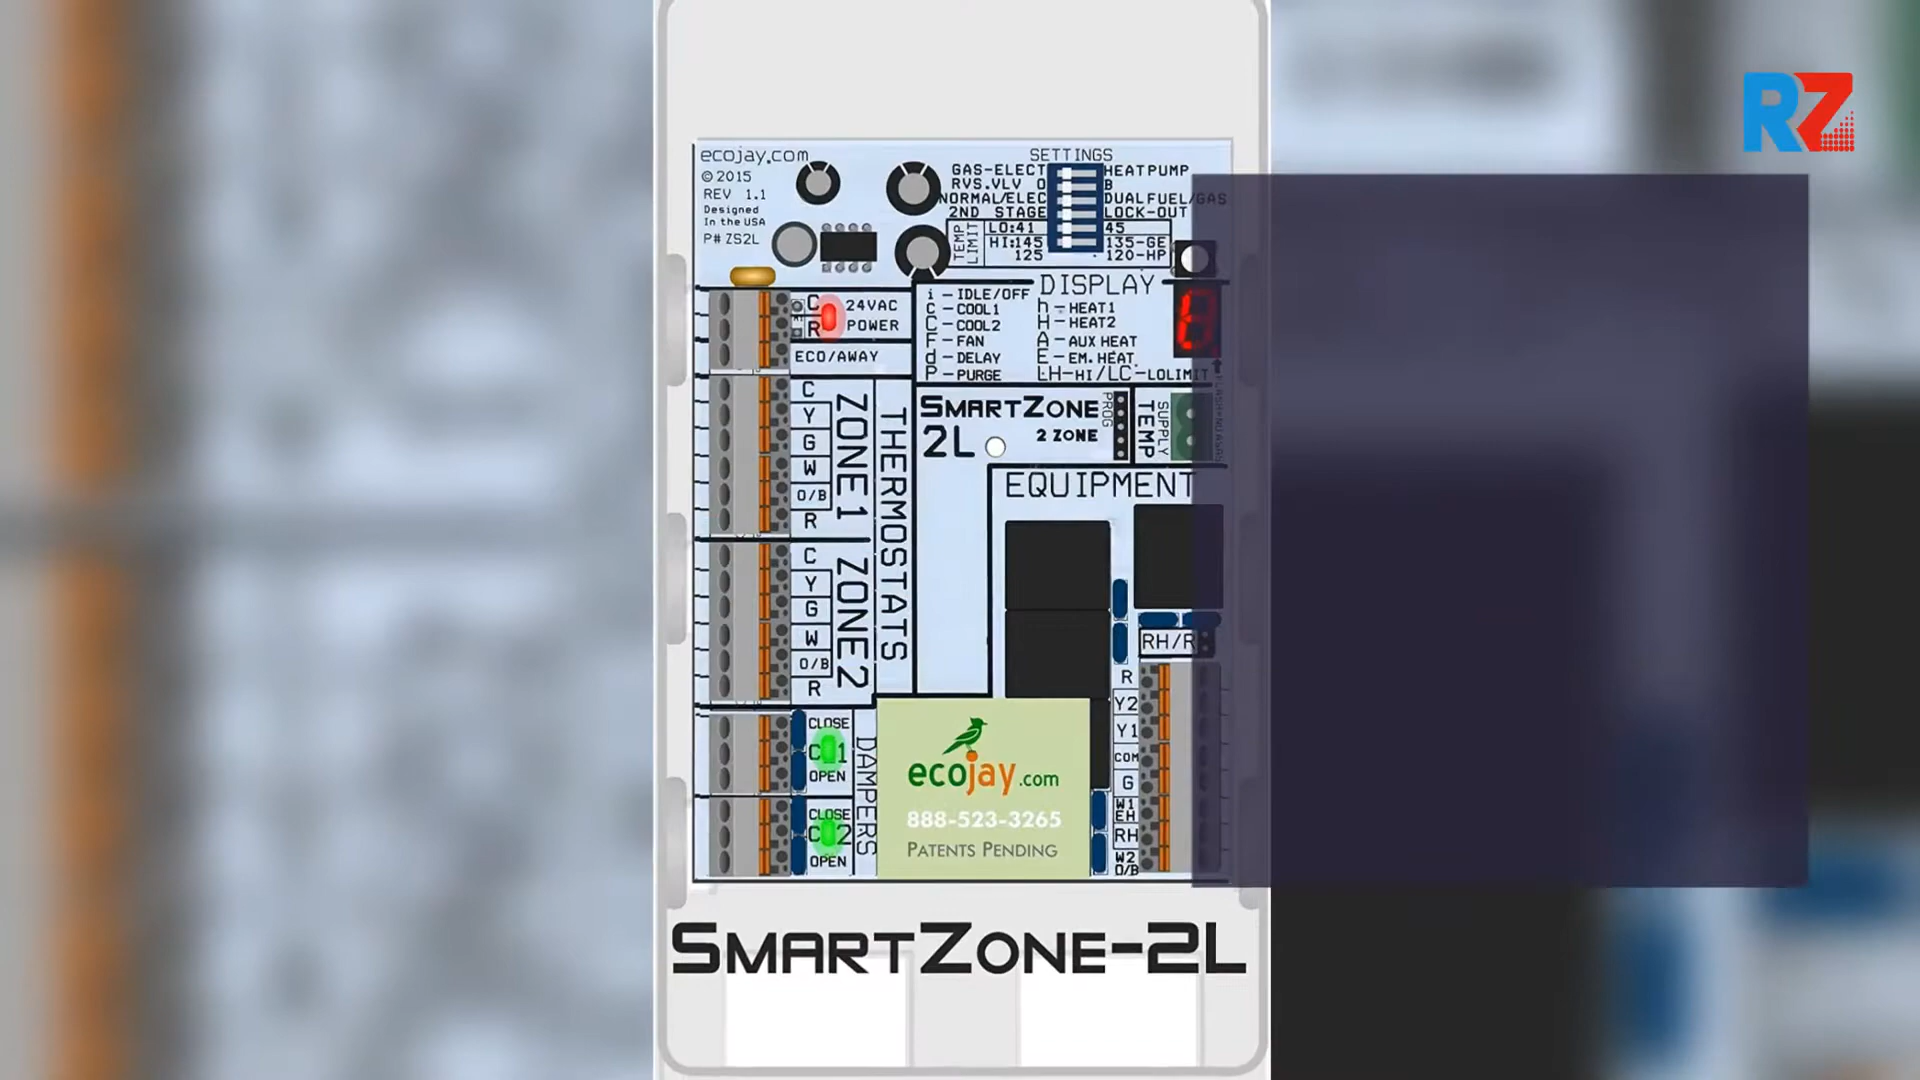 RZ
ecojay.com
© 2015
REV 1.1
Designed
In the USA
P# ZS2L
SETTINGS
GAS-ELECT HEAT PUMP
RVS.VLV O B
NORMAL/ELEC DUAL FUEL/GAS
2ND STAGE LOCK-OUT
TEMP LIMIT
LO:41 45
HI:145 135-GE
125 120-HP
C 24VAC
R POWER
ECO/AWAY
DISPLAY
i - IDLE/OFF h - HEAT1
c - COOL1 H - HEAT2
C - COOL2 A - AUX HEAT
F - FAN E - EM. HEAT
d - DELAY LH-HI/LC-LOLIMIT
P - PURGE
SMARTZONE
2L 2 ZONE
PROG
SUPPLY
TEMP
C
Y
G
W
O/B
R
ZONE1
THERMOSTATS
C
Y
G
W
O/B
R
ZONE2
EQUIPMENT
R
Y2
Y1
COM
G
W1
EH
RH
W2
O/B
CLOSE
OPEN
CLOSE
OPEN
DAMPERS
ecojay.com
888-523-3265
PATENTS PENDING
SMARTZONE-2L